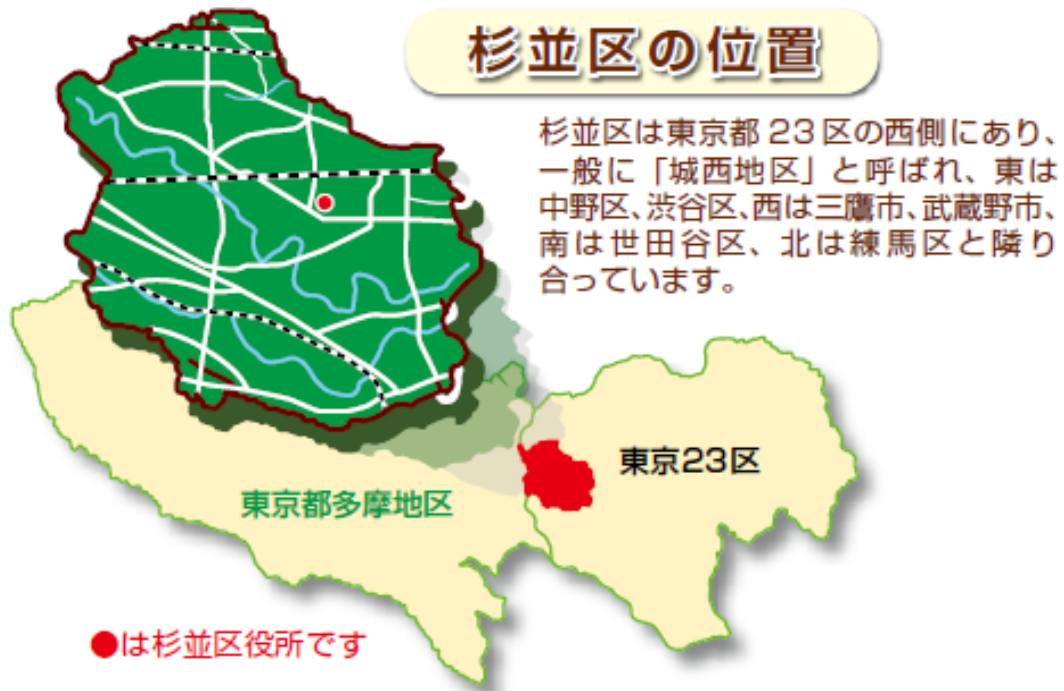 杉並区の位置
杉並区は東京都 23 区の西側にあり、
一般に「城西地区」と呼ばれ、東は
中野区、渋谷区、西は三鷹市、武蔵野市、
南は世田谷区、北は練馬区と隣り
合っています。
東京23区
東京都多摩地区
●は杉並区役所です